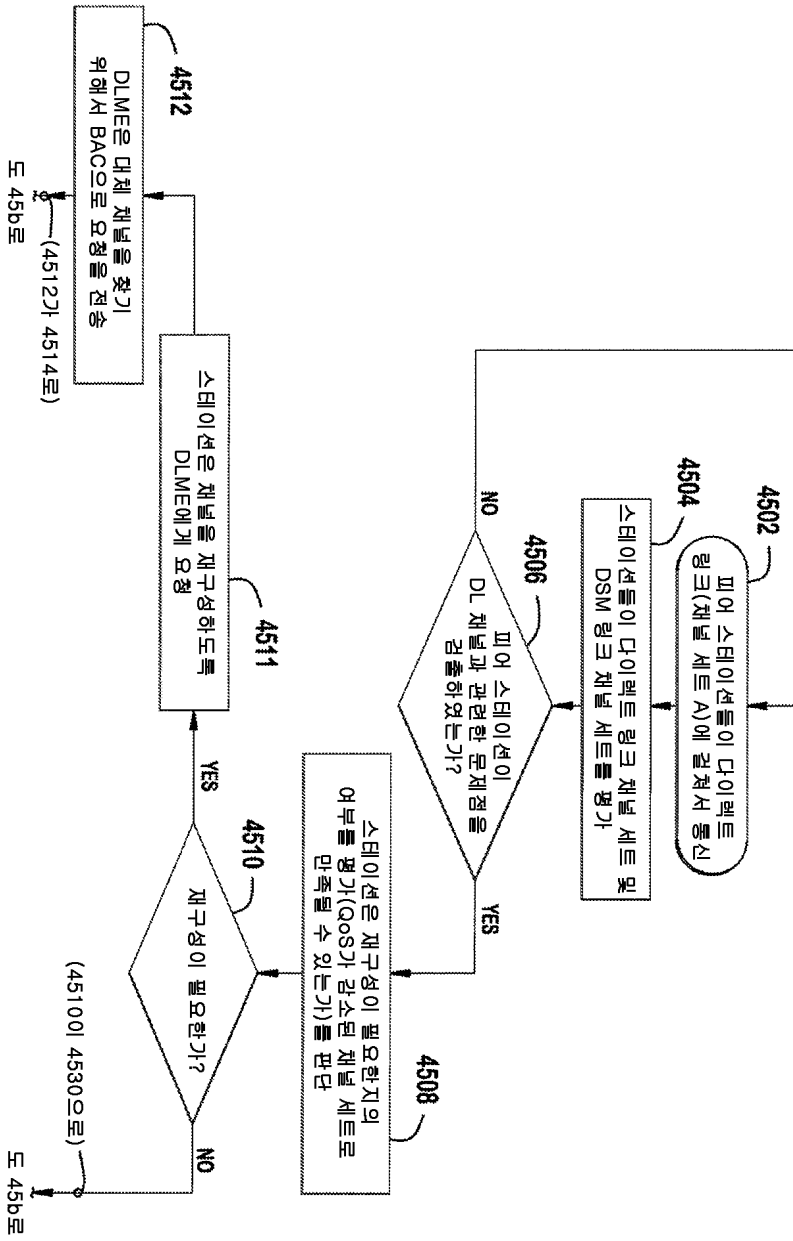 4502
피어 스테이션들이 다이렉트
링크(채널 세트 A)에 걸쳐서 통신
4504
스테이션들이 다이렉트 링크 채널 세트 및
DSM 링크 채널 세트를 평가
4506
피어 스테이션이
DL 채널과 관련한 문제점을
검출하였는가?
NO
YES
4508
스테이션은 재구성이 필요한지의
여부를 평가(QoS가 감소된 채널 세트로
만족될 수 있는가)를 판단
4510
재구성이 필요한가?
YES
NO
4511
스테이션은 채널을 재구성하도록
DLME에게 요청
4512
DLME은 대체 채널을 찾기
위해서 BAC으로 요청을 전송
(4512가 4514로)
도 45b로
(4510이 4530으로)
도 45b로